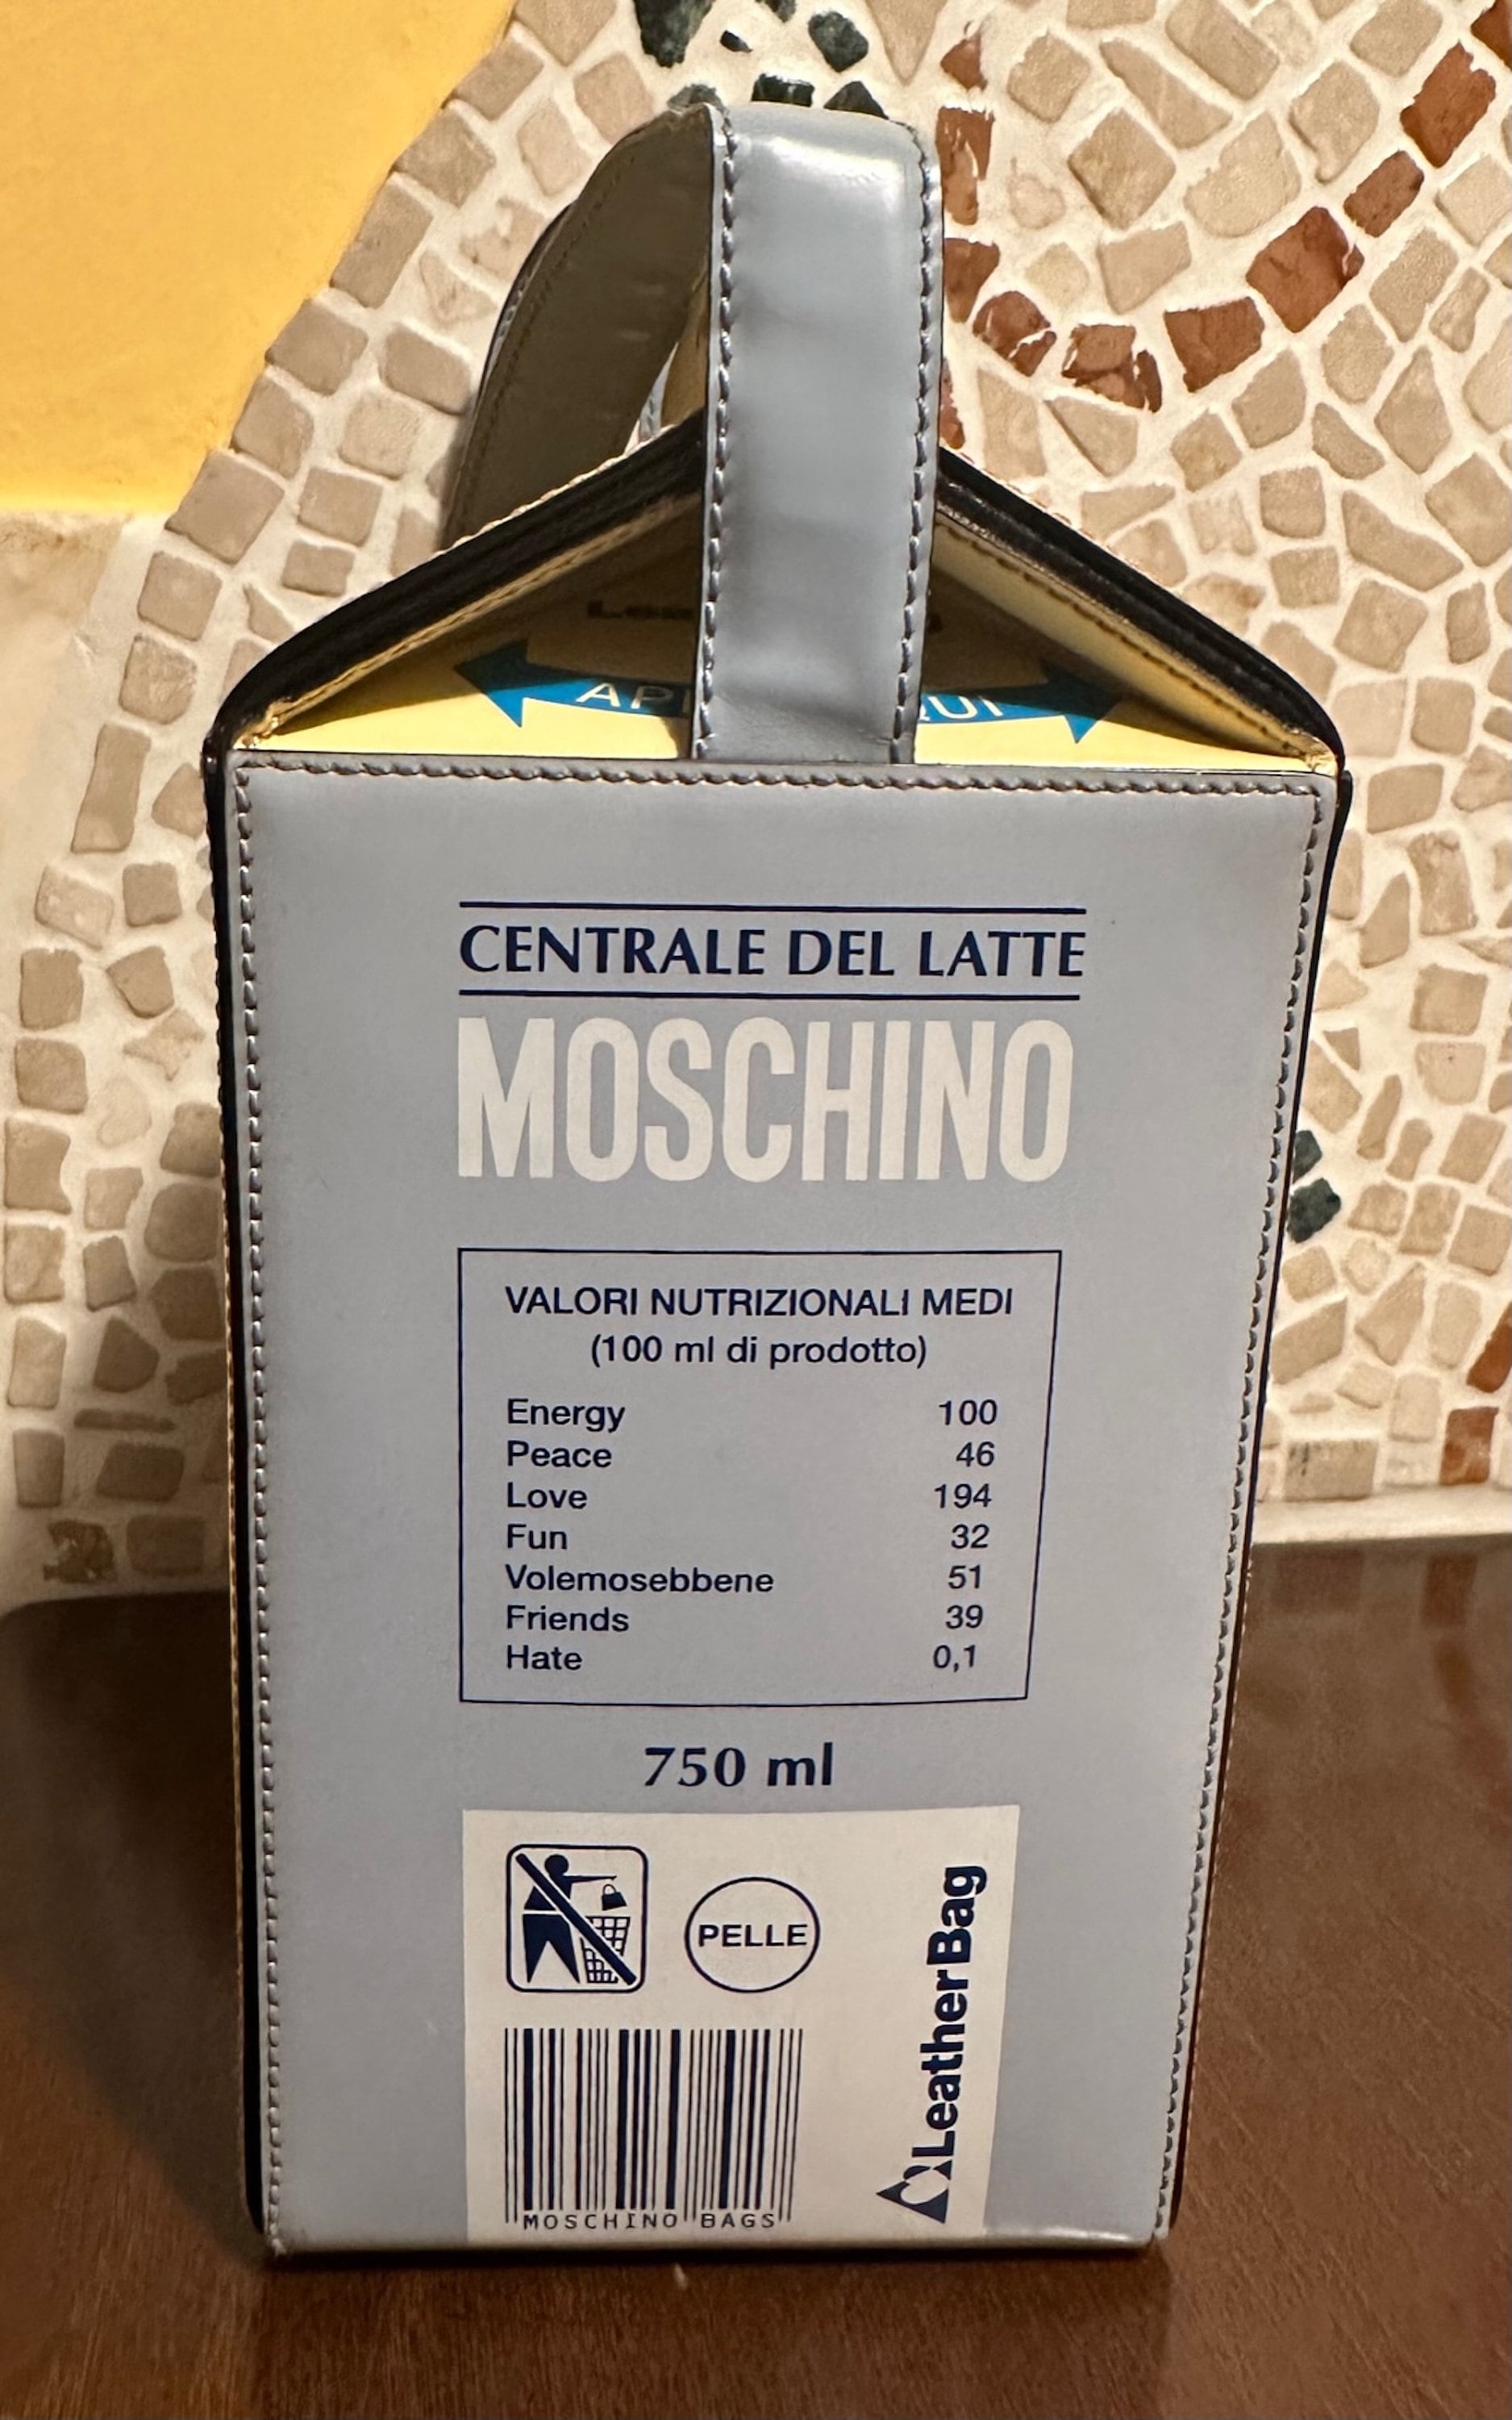 CENTRALE DEL LATTE
MOSCHINO
VALORI NUTRIZIONALI MEDI
(100 ml di prodotto)
Energy 100
Peace 46
Love 194
Fun 32
Volemosebbene 51
Friends 39
Hate 0,1
750 ml
PELLE
LeatherBag
MOSCHINO BAGS